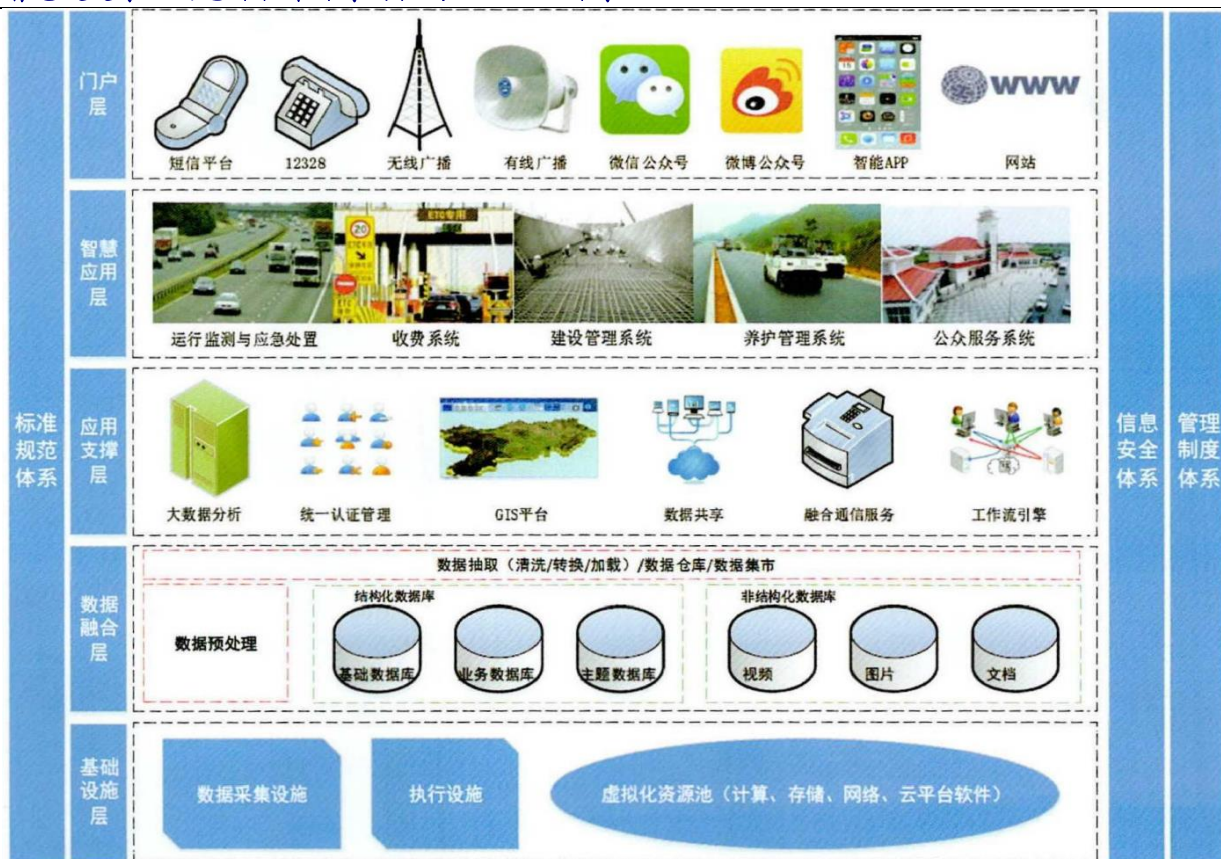 标准
规范
体系
门户
层
短信平台
12328
无线广播
有线广播
微信公众号
微博公众号
智能APP
WWW
网站
智慧
应用
层
ETC专用
20
运行监测与应急处置
收费系统
建设管理系统
养护管理系统
公众服务系统
应用
支撑
层
大数据分析
统一认证管理
GIS平台
数据共享
融合通信服务
工作流引擎
数据
融合
层
数据抽取（清洗/转换/加载）/数据仓库/数据集市
数据预处理
结构化数据库
基础数据库
业务数据库
主题数据库
非结构化数据库
视频
图片
文档
基础
设施
层
数据采集设施
执行设施
虚拟化资源池（计算、存储、网络、云平台软件）
信息
安全
体系
管理
制度
体系